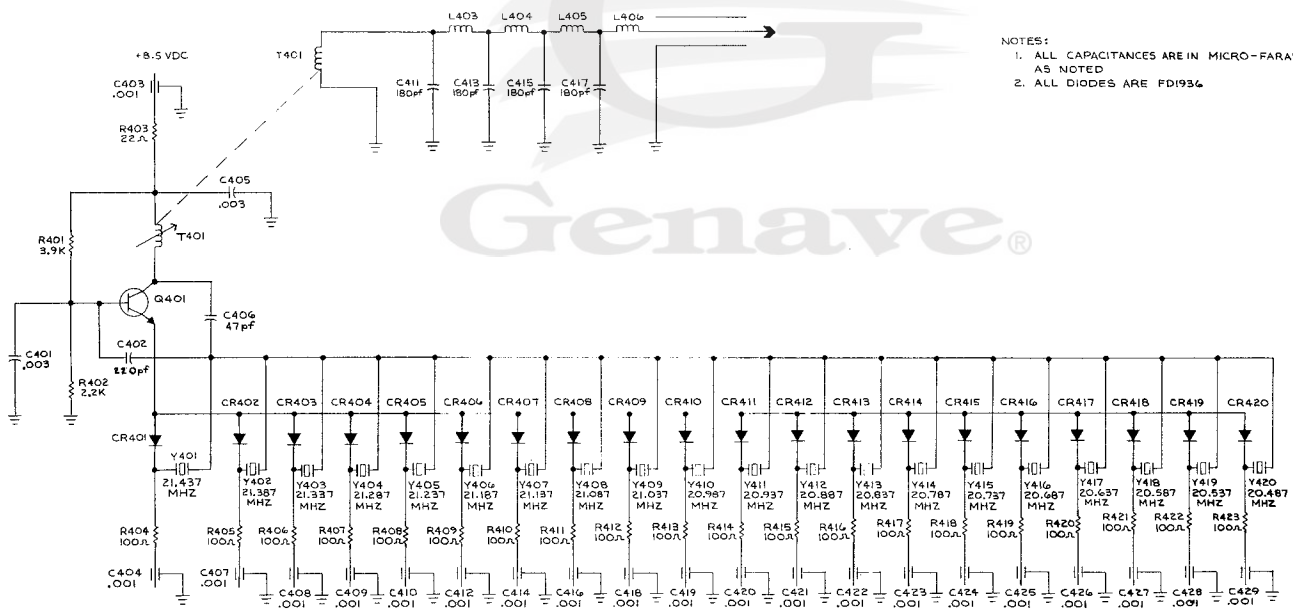 L403 L404 L405 L406
+8.5 VDC
T401
C403
.001
C411
180pf
C413
180pf
C415
180pf
C417
180pf
NOTES:
1. ALL CAPACITANCES ARE IN MICRO-FARA
AS NOTED
2. ALL DIODES ARE FD1936
R403
22Ω
C405
.003
Genave®
R401
3.9K
T401
Q401
C406
47pf
C401
.003
C402
220pf
R402
2.2K
CR402 CR403 CR404 CR405 CR406 CR407 CR408 CR409 CR410 CR411 CR412 CR413 CR414 CR415 CR416 CR417 CR418 CR419 CR420
CR401
Y401
21.437
MHZ
Y402
21.387
MHZ
Y403
21.337
MHZ
Y404
21.287
MHZ
Y405
21.237
MHZ
Y406
21.187
MHZ
Y407
21.137
MHZ
Y408
21.087
MHZ
Y409
21.037
MHZ
Y410
20.987
MHZ
Y411
20.937
MHZ
Y412
20.887
MHZ
Y413
20.837
MHZ
Y414
20.787
MHZ
Y415
20.737
MHZ
Y416
20.687
MHZ
Y417
20.637
MHZ
Y418
20.587
MHZ
Y419
20.537
MHZ
Y420
20.487
MHZ
R404
100Ω
R405
100Ω
R406
100Ω
R407
100Ω
R408
100Ω
R409
100Ω
R410
100Ω
R411
100Ω
R412
100Ω
R413
100Ω
R414
100Ω
R415
100Ω
R416
100Ω
R417
100Ω
R418
100Ω
R419
100Ω
R420
100Ω
R421
100Ω
R422
100Ω
R423
100Ω
C404
.001
C407
.001
C408
.001
C409
.001
C410
.001
C412
.001
C414
.001
C416
.001
C418
.001
C419
.001
C420
.001
C421
.001
C422
.001
C423
.001
C424
.001
C425
.001
C426
.001
C427
.001
C428
.001
C429
.001